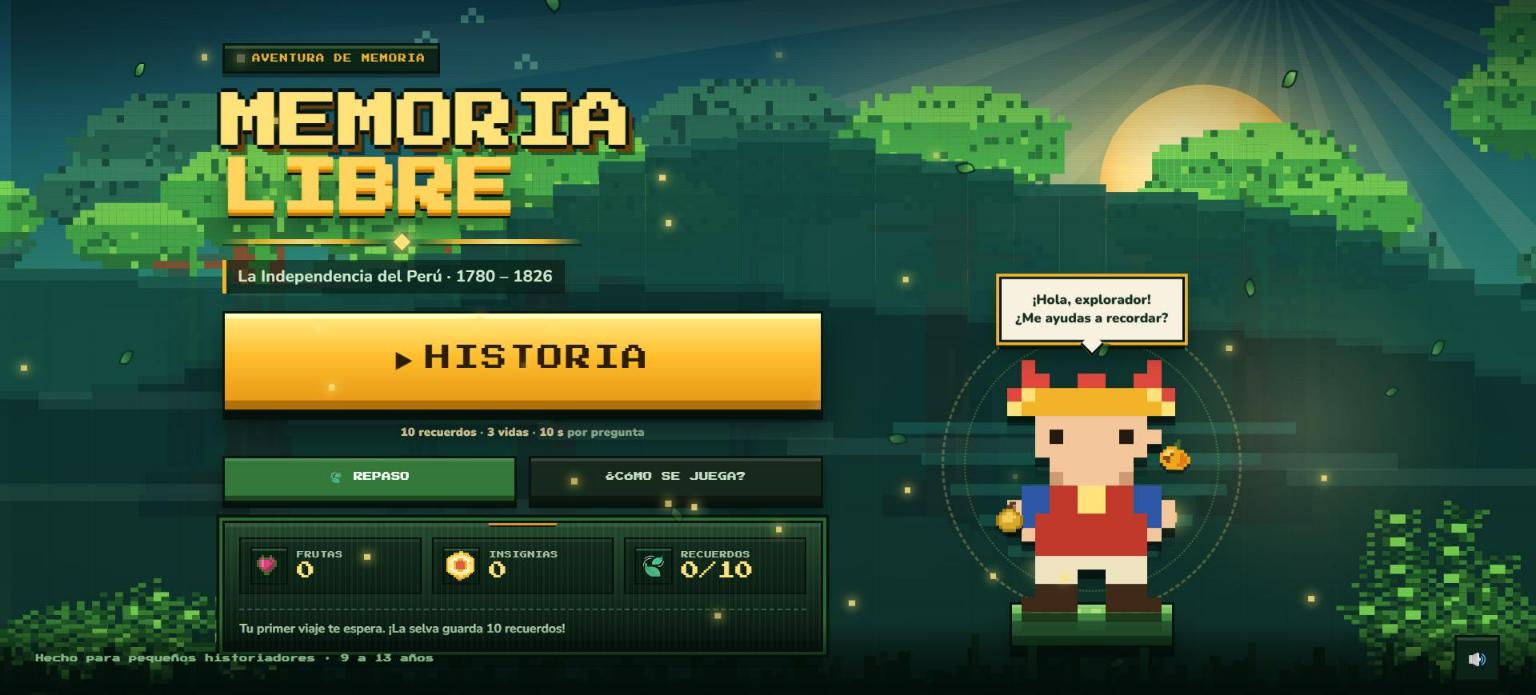 AVENTURA DE MEMORIA
MEMORIA
LIBRE
La Independencia del Perú · 1780 – 1826
▶ HISTORIA
10 recuerdos · 3 vidas · 10 s por pregunta
REPASO
¿CóMO SE JUEGA?
FRUTAS
0
INSIGNIAS
0
RECUERDOS
0/10
Tu primer viaje te espera. ¡La selva guarda 10 recuerdos!
Hecho para pequeños historiadores · 9 a 13 años
¡Hola, explorador!
¿Me ayudas a recordar?